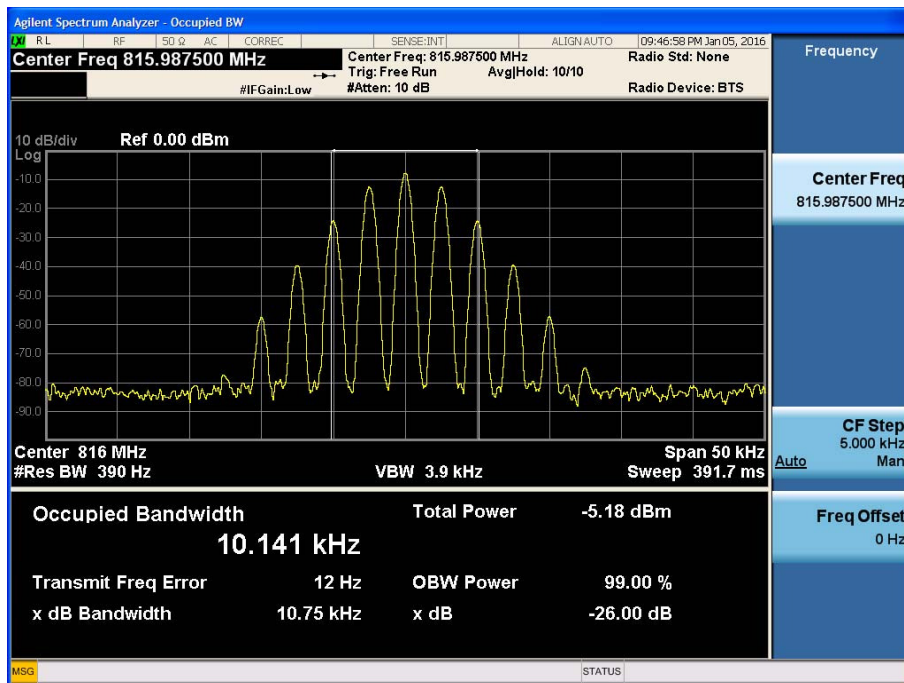 Agilent Spectrum Analyzer - Occupied BW
LXI RL RF 50 Ω AC CORREC SENSE:INT ALIGN AUTO 09:46:58 PM Jan 05, 2016
Center Freq 815.987500 MHz
Center Freq: 815.987500 MHz
Radio Std: None
Trig: Free Run Avg|Hold: 10/10
#IFGain:Low #Atten: 10 dB Radio Device: BTS
10 dB/div Ref 0.00 dBm
Log
-10.0
-20.0
-30.0
-40.0
-50.0
-60.0
-70.0
-80.0
-90.0
Center 816 MHz Span 50 kHz
#Res BW 390 Hz VBW 3.9 kHz Sweep 391.7 ms
Occupied Bandwidth Total Power -5.18 dBm
10.141 kHz
Transmit Freq Error 12 Hz OBW Power 99.00 %
x dB Bandwidth 10.75 kHz x dB -26.00 dB
Frequency
Center Freq
815.987500 MHz
CF Step
5.000 kHz
Auto Man
Freq Offset
0 Hz
MSG STATUS